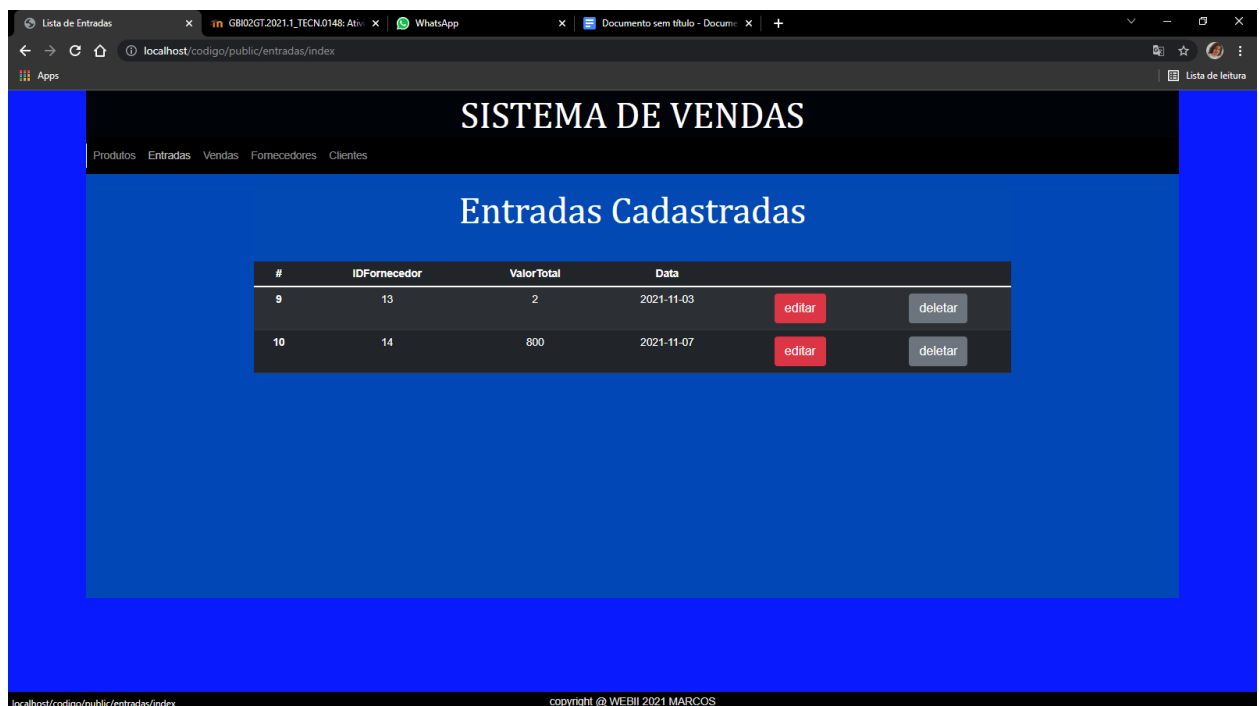 Lista de Entradas GBI02GT.2021.1_TECN.0148: Ativ WhatsApp Documento sem título - Docume
localhost/codigo/public/entradas/index
Apps Lista de leitura
SISTEMA DE VENDAS
Produtos Entradas Vendas Fornecedores Clientes
Entradas Cadastradas
# IDFornecedor ValorTotal Data
9 13 2 2021-11-03 editar deletar
10 14 800 2021-11-07 editar deletar
copyright @ WEBII 2021 MARCOS
localhost/codigo/public/entradas/index